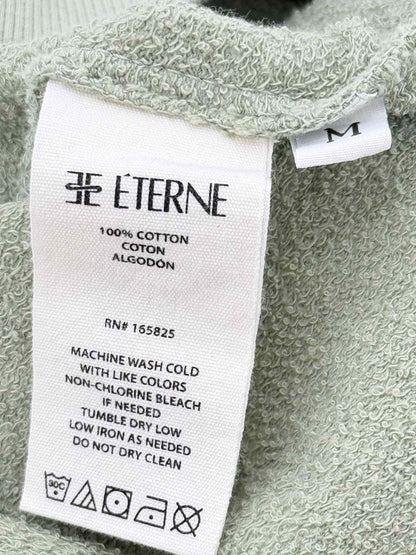 ÉTERNE
M
100% COTTON
COTON
ALGODÓN
RN# 165825
MACHINE WASH COLD
WITH LIKE COLORS
NON-CHLORINE BLEACH
IF NEEDED
TUMBLE DRY LOW
LOW IRON AS NEEDED
DO NOT DRY CLEAN
30C